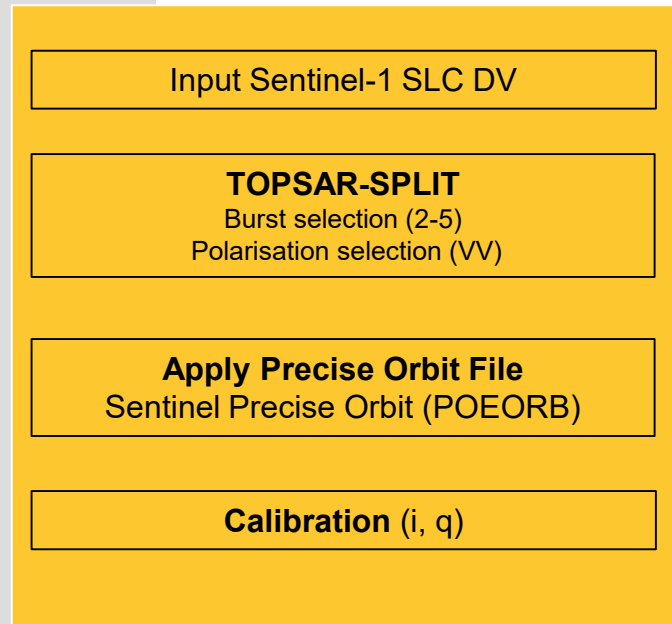 Input Sentinel-1 SLC DV
TOPSAR-SPLIT
Burst selection (2-5)
Polarisation selection (VV)
Apply Precise Orbit File
Sentinel Precise Orbit (POEORB)
Calibration (i, q)